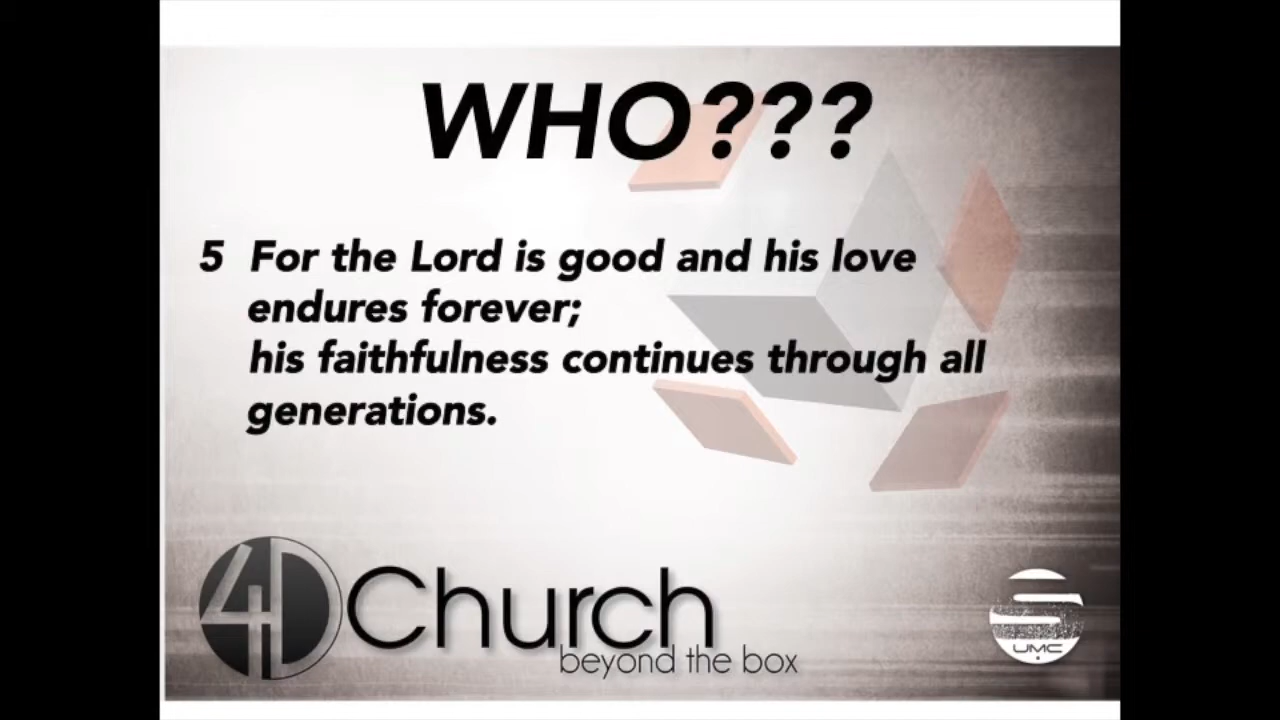 WHO???
5 For the Lord is good and his love
endures forever;
his faithfulness continues through all
generations.
4D Church
beyond the box
S
UMC